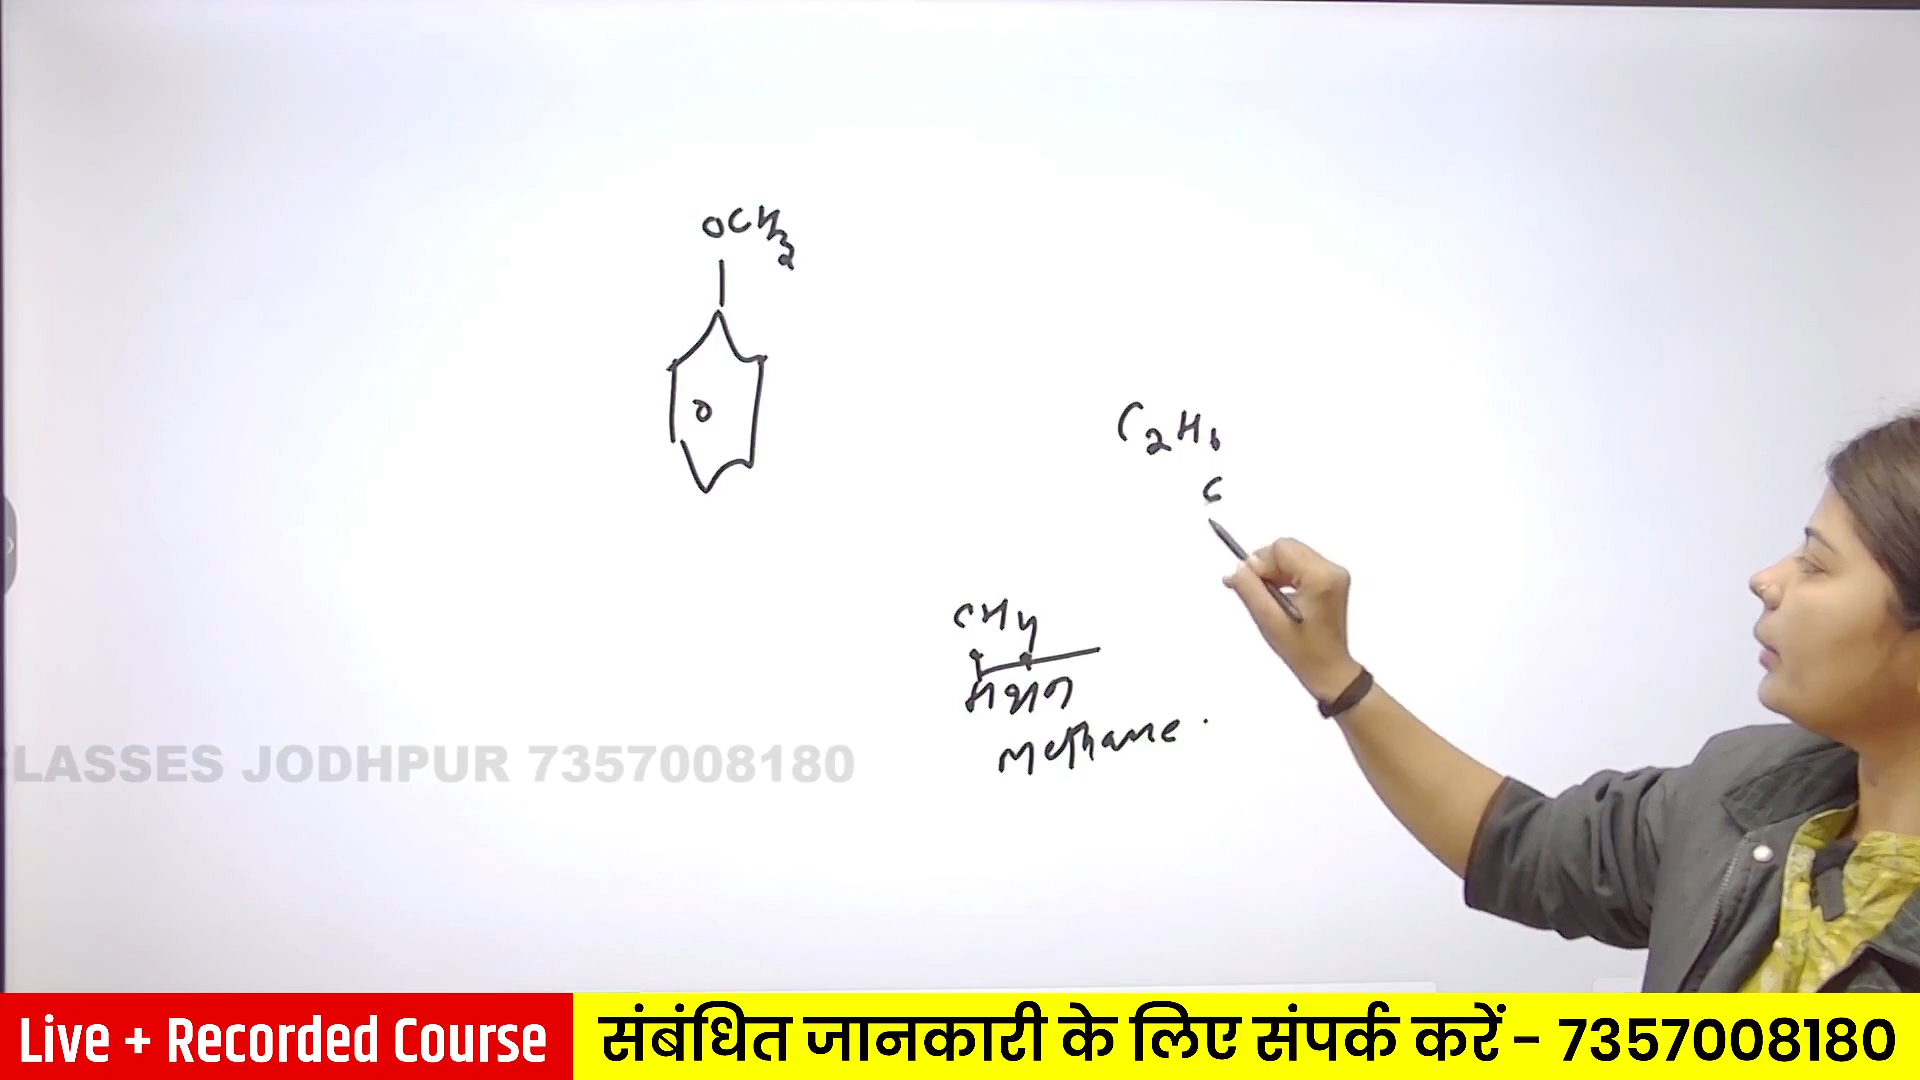 OCH3
C2H6
C
CH4
मेथेन
methane.
LASSES JODHPUR 7357008180
Live + Recorded Course
संबंधित जानकारी के लिए संपर्क करें – 7357008180